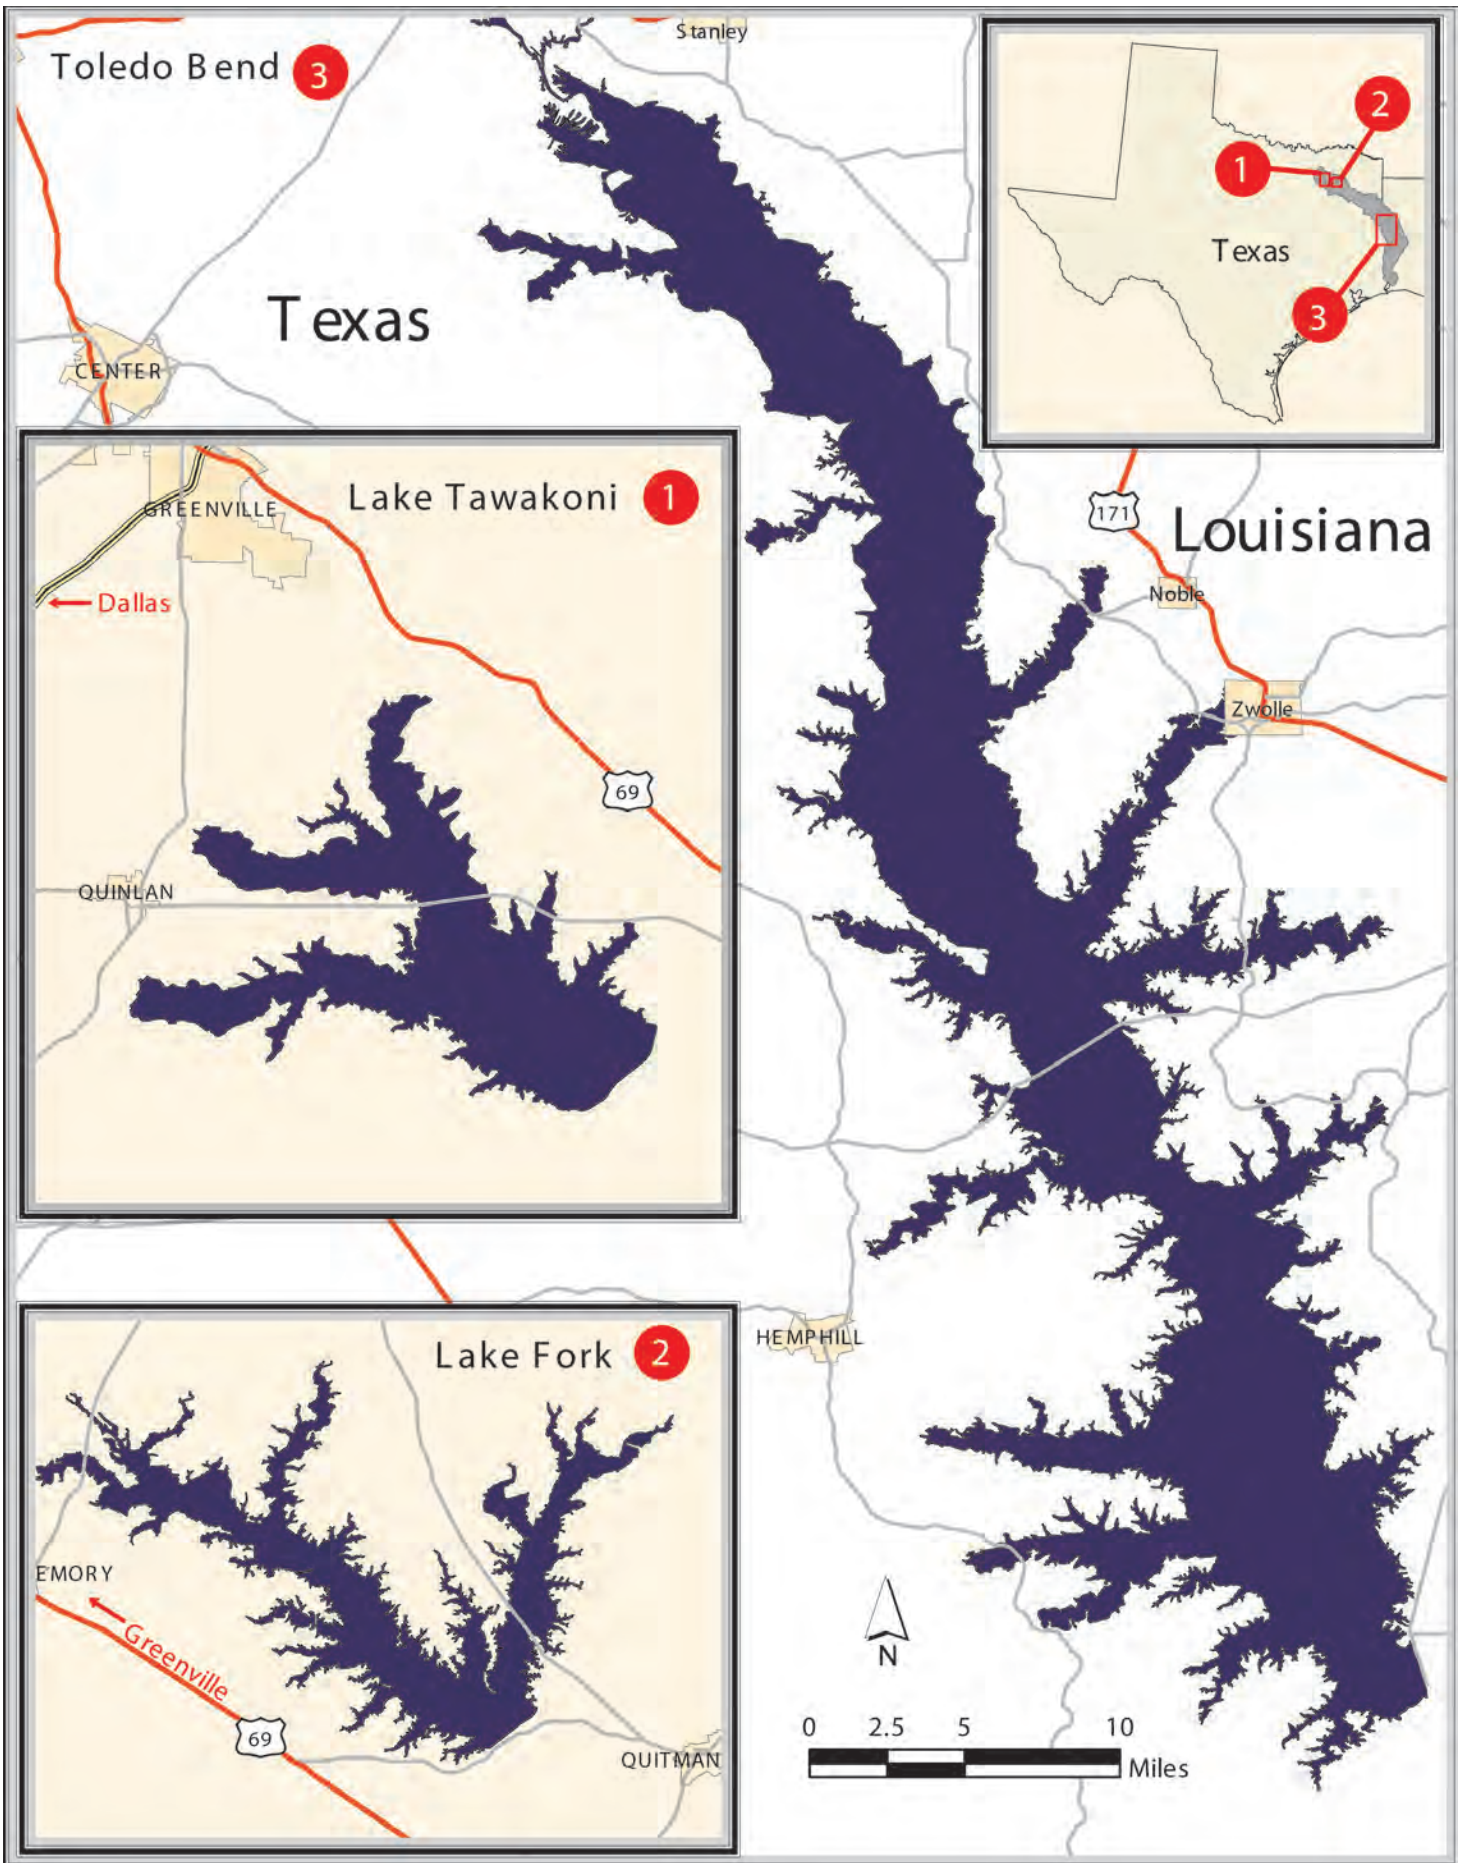 Stanley
Toledo Bend 3
2
1
Texas
3
Texas
CENTER
Lake Tawakoni 1
GREENVILLE
Dallas
69
QUINLAN
171
Louisiana
Noble
Zwolle
HEMPHILL
Lake Fork 2
EMORY
Greenville
69
QUITMAN
N
0 2.5 5 10
Miles